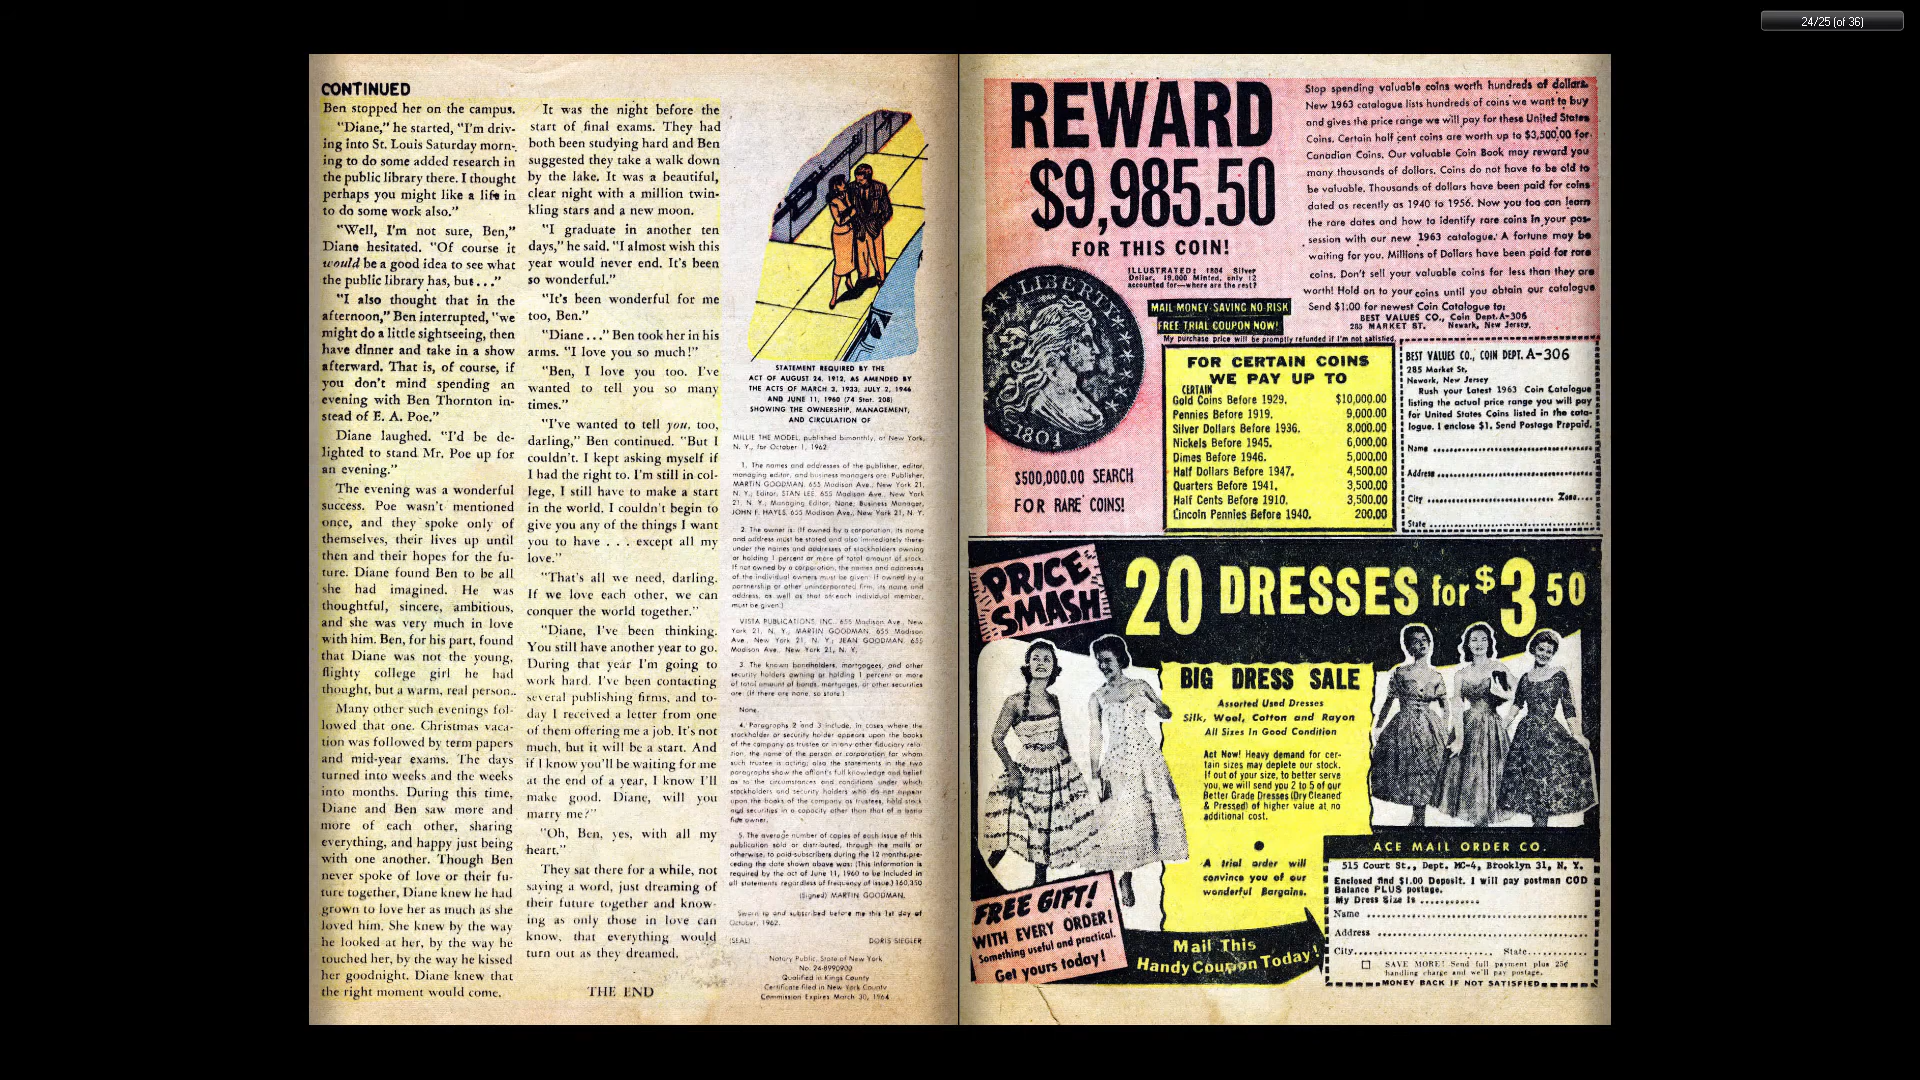 24/25 (of 36)
CONTINUED
Ben stopped her on the campus.
"Diane," he started, "I'm driv-
ing into St. Louis Saturday morn-
ing to do some added research in
the public library there. I thought
perhaps you might like a life in
to do some work also."
"Well, I'm not sure, Ben,"
Diane hesitated. "Of course it
would be a good idea to see what
the public library has, but..."
"I also thought that in the
afternoon," Ben interrupted, "we
might do a little sightseeing, then
have dinner and take in a show
afterward. That is, of course, if
you don't mind spending an
evening with Ben Thornton in-
stead of E. A. Poe."
Diane laughed. "I'd be de-
lighted to stand Mr. Poe up for
an evening."
The evening was a wonderful
success. Poe wasn't mentioned
once, and they spoke only of
themselves, their lives up until
then and their hopes for the fu-
ture. Diane found Ben to be all
she had imagined. He was
thoughtful, sincere, ambitious,
and she was very much in love
with him. Ben, for his part, found
that Diane was not the young,
flighty college girl he had
thought, but a warm, real person..
Many other such evenings fol-
lowed that one. Christmas vaca-
tion was followed by term papers
and mid-year exams. The days
turned into weeks and the weeks
into months. During this time,
Diane and Ben saw more and
more of each other, sharing
everything, and happy just being
with one another. Though Ben
never spoke of love or their fu-
ture together, Diane knew he had
grown to love her as much as she
loved him. She knew by the way
he looked at her, by the way he
touched her, by the way he kissed
her goodnight. Diane knew that
the right moment would come.
It was the night before the
start of final exams. They had
both been studying hard and Ben
suggested they take a walk down
by the lake. It was a beautiful,
clear night with a million twin-
kling stars and a new moon.
"I graduate in another ten
days," he said, "I almost wish this
year would never end. It's been
so wonderful."
"It's been wonderful for me
too, Ben."
"Diane..." Ben took her in his
arms. "I love you so much!"
"Ben, I love you too. I've
wanted to tell you so many
times."
"I've wanted to tell you, too,
darling," Ben continued. "But I
couldn't. I kept asking myself if
I had the right to. I'm still in col-
lege, I still have to make a start
in the world. I couldn't begin to
give you any of the things I want
you to have . . . except all my
love."
"That's all we need, darling.
If we love each other, we can
conquer the world together."
"Diane, I've been thinking.
You still have another year to go.
During that year I'm going to
work hard. I've been contacting
several publishing firms, and to-
day I received a letter from one
of them offering me a job. It's not
much, but it will be a start. And
if I know you'll be waiting for me
at the end of a year, I know I'll
make good. Diane, will you
marry me?"
"Oh, Ben, yes, with all my
heart."
They sat there for a while, not
saying a word, just dreaming of
their future together and know-
ing as only those in love can
know, that everything would
turn out as they dreamed.
THE END
STATEMENT REQUIRED BY THE
ACT OF AUGUST 24, 1912, AS AMENDED BY
THE ACTS OF MARCH 3, 1933, JULY 2, 1946
AND JUNE 11, 1960 (74 Stat. 208)
SHOWING THE OWNERSHIP, MANAGEMENT,
AND CIRCULATION OF
MILLIE THE MODEL, published bimonthly, at New York,
N. Y., for October 1, 1962.
1. The names and addresses of the publisher, editor,
managing editor, and business managers are: Publisher,
MARTIN GOODMAN, 655 Madison Ave., New York 21,
N. Y.; Editor, STAN LEE, 655 Madison Ave., New York
21, N. Y.; Managing Editor, None; Business Manager,
JOHN F. HAYES, 655 Madison Ave., New York 21, N. Y.
2. The owner is: (If owned by a corporation, its name
and address must be stated and also immediately there-
under the names and addresses of stockholders owning
or holding 1 percent or more of total amount of stock.
If not owned by a corporation, the names and addresses
of the individual owners must be given. If owned by a
partnership or other unincorporated firm, its name and
address, as well as that of each individual member,
must be given.)
VISTA PUBLICATIONS, INC., 655 Madison Ave., New
York 21, N. Y.; MARTIN GOODMAN, 655 Madison
Ave., New York 21, N. Y.; JEAN GOODMAN, 655
Madison Ave., New York 21, N. Y.
3. The known bondholders, mortgagees, and other
security holders owning or holding 1 percent or more
of total amount of bonds, mortgages, or other securities
are: (If there are none, so state.)
None.
4. Paragraphs 2 and 3 include, in cases where the
stockholder or security holder appears upon the books
of the company as trustee or in any other fiduciary rela-
tion, the name of the person or corporation for whom
such trustee is acting; also the statements in the two
paragraphs show the affiant's full knowledge and belief
as to the circumstances and conditions under which
stockholders and security holders who do not appear
upon the books of the company as trustees, hold stock
and securities in a capacity other than that of a bona
fide owner.
5. The average number of copies of each issue of this
publication sold or distributed, through the mails or
otherwise, to paid subscribers during the 12 months pre-
ceding the date shown above was: (This information is
required by the act of June 11, 1960 to be included in
all statements regardless of frequency of issue.) 160,350
(Signed) MARTIN GOODMAN.
Sworn to and subscribed before me this 1st day of
October, 1962.
(SEAL) DORIS SIEGLER
Notary Public, State of New York
No. 24-8990900
Qualified in Kings County
Certificate filed in New York County
Commission Expires March 30, 1964
REWARD
$9,985.50
FOR THIS COIN!
ILLUSTRATED: 1804 Silver
Dollar, 19,000 Minted, only 12
accounted for—where are the rest?
MAIL MONEY-SAVING NO-RISK
FREE TRIAL COUPON NOW!
LIBERTY
1804
$500,000.00 SEARCH
FOR RARE COINS!
Stop spending valuable coins worth hundreds of dollars.
New 1963 catalogue lists hundreds of coins we want to buy
and gives the price range we will pay for these United States
Coins. Certain half cent coins are worth up to $3,500.00 for
Canadian Coins. Our valuable Coin Book may reward you
many thousands of dollars. Coins do not have to be old to
be valuable. Thousands of dollars have been paid for coins
dated as recently as 1940 to 1956. Now you too can learn
the rare dates and how to identify rare coins in your pos-
session with our new 1963 catalogue. A fortune may be
waiting for you. Millions of Dollars have been paid for rare
coins. Don't sell your valuable coins for less than they are
worth! Hold on to your coins until you obtain our catalogue
Send $1.00 for newest Coin Catalogue to:
BEST VALUES CO., Coin Dept. A-306
285 MARKET ST. Newark, New Jersey.
My purchase price will be promptly refunded if I'm not satisfied.
FOR CERTAIN COINS
WE PAY UP TO
CERTAIN
Gold Coins Before 1929. $10,000.00
Pennies Before 1919. 9,000.00
Silver Dollars Before 1936. 8,000.00
Nickels Before 1945. 6,000.00
Dimes Before 1946. 5,000.00
Half Dollars Before 1947. 4,500.00
Quarters Before 1941. 3,500.00
Half Cents Before 1910. 3,500.00
Lincoln Pennies Before 1940. 200.00
BEST VALUES CO., COIN DEPT. A-306
285 Market St,
Newark, New Jersey
Rush your Latest 1963 Coin Catalogue
listing the actual price range you will pay
for United States Coins listed in the cata-
logue. I enclose $1, Send Postage Prepaid.
Name
Address
City Zone
State
PRICE
SMASH
20 DRESSES for $3 50
BIG DRESS SALE
Assorted Used Dresses
Silk, Wool, Cotton and Rayon
All Sizes In Good Condition
Act Now! Heavy demand for cer-
tain sizes may deplete our stock.
If out of your size, to better serve
you, we will send you 2 to 5 of our
Better Grade Dresses (Dry Cleaned
& Pressed) of higher value at no
additional cost.
A trial order will
convince you of our
wonderful Bargains.
FREE GIFT!
WITH EVERY ORDER!
Something useful and practical.
Get yours today!
Mail This
Handy Coupon Today!
ACE MAIL ORDER CO.
515 Court St., Dept. MC-4, Brooklyn 31, N. Y.
Enclosed find $1.00 Deposit. I will pay postman COD
Balance PLUS postage.
My Dress Size Is
Name
Address
City State
SAVE MORE! Send full payment plus 25¢
handling charge and we'll pay postage.
MONEY BACK IF NOT SATISFIED